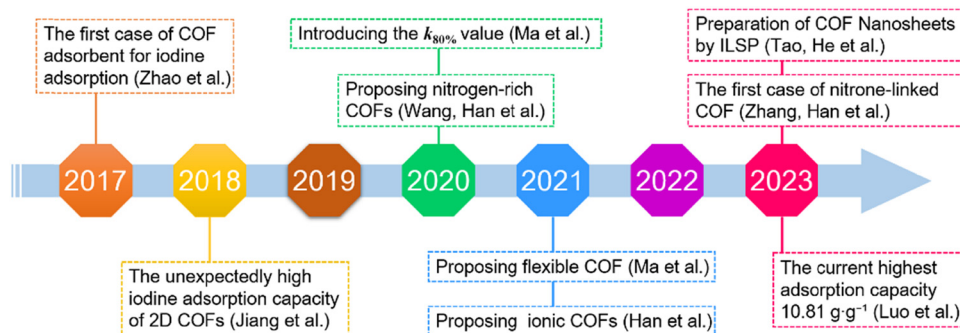 The first case of COF
adsorbent for iodine
adsorption (Zhao et al.)
Introducing the k80% value (Ma et al.)
Proposing nitrogen-rich
COFs (Wang, Han et al.)
Preparation of COF Nanosheets
by ILSP (Tao, He et al.)
The first case of nitrone-linked
COF (Zhang, Han et al.)
2017
2018
2019
2020
2021
2022
2023
The unexpectedly high
iodine adsorption capacity
of 2D COFs (Jiang et al.)
Proposing flexible COF (Ma et al.)
Proposing ionic COFs (Han et al.)
The current highest
adsorption capacity
10.81 g·g⁻¹ (Luo et al.)